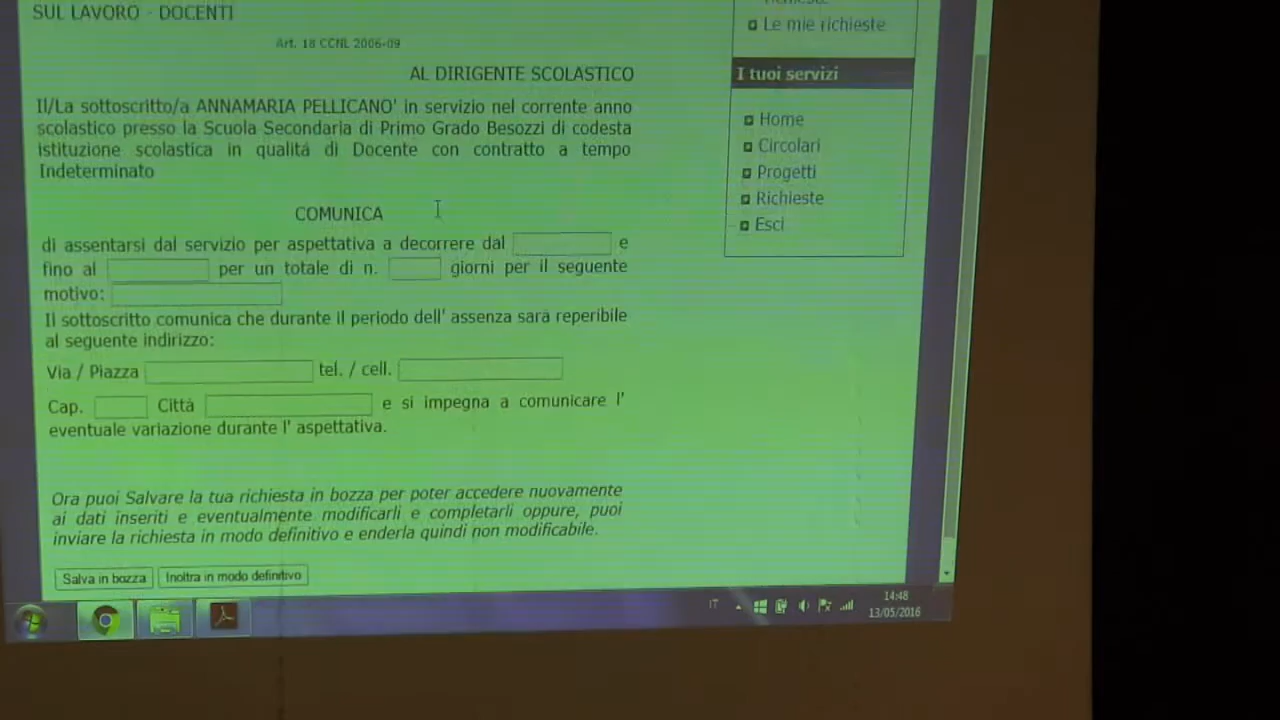 SUL LAVORO - DOCENTI
Art. 18 CCNL 2006-09
AL DIRIGENTE SCOLASTICO
Il/La sottoscritto/a ANNAMARIA PELLICANO' in servizio nel corrente anno
scolastico presso la Scuola Secondaria di Primo Grado Besozzi di codesta
istituzione scolastica in qualitá di Docente con contratto a tempo
Indeterminato
COMUNICA
di assentarsi dal servizio per aspettativa a decorrere dal e
fino al per un totale di n. giorni per il seguente
motivo:
Il sottoscritto comunica che durante il periodo dell' assenza sarà reperibile
al seguente indirizzo:
Via / Piazza tel. / cell.
Cap. Città e si impegna a comunicare l'
eventuale variazione durante l' aspettativa.
Ora puoi Salvare la tua richiesta in bozza per poter accedere nuovamente
ai dati inseriti e eventualmente modificarli e completarli oppure, puoi
inviare la richiesta in modo definitivo e enderla quindi non modificabile.
Salva in bozza Inoltra in modo definitivo
Le mie richieste
I tuoi servizi
Home
Circolari
Progetti
Richieste
Esci
IT
14:48
13/05/2016